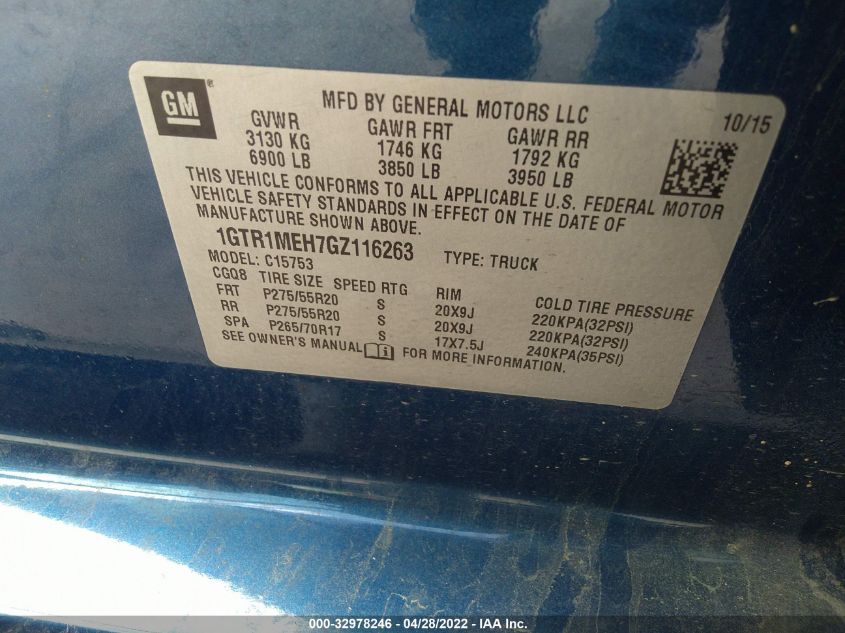 GM®
MFD BY GENERAL MOTORS LLC
10/15
GVWR GAWR FRT GAWR RR
3130 KG 1746 KG 1792 KG
6900 LB 3850 LB 3950 LB
THIS VEHICLE CONFORMS TO ALL APPLICABLE U.S. FEDERAL MOTOR
VEHICLE SAFETY STANDARDS IN EFFECT ON THE DATE OF
MANUFACTURE SHOWN ABOVE.
1GTR1MEH7GZ116263 TYPE: TRUCK
MODEL: C15753
CGQ8 TIRE SIZE SPEED RTG RIM COLD TIRE PRESSURE
FRT P275/55R20 S 20X9J 220KPA(32PSI)
RR P275/55R20 S 20X9J 220KPA(32PSI)
SPA P265/70R17 S 17X7.5J 240KPA(35PSI)
SEE OWNER'S MANUAL i FOR MORE INFORMATION.
000-32978246 - 04/28/2022 - IAA Inc.